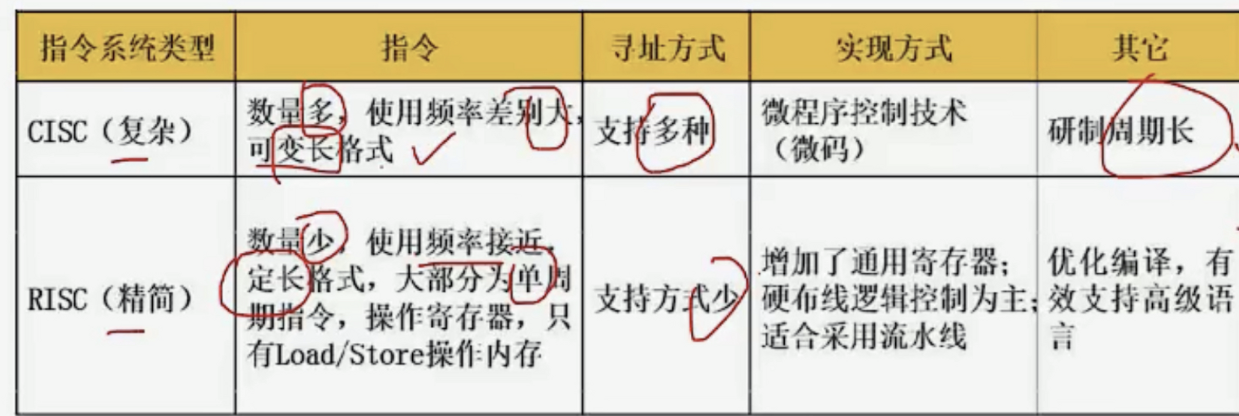 指令系统类型 指令 寻址方式 实现方式 其它
CISC（复杂）
数量多，使用频率差别大，
可变长格式
支持多种
微程序控制技术
（微码）
研制周期长
RISC（精简）
数量少，使用频率接近，
定长格式，大部分为单周
期指令，操作寄存器，只
有Load/Store操作内存
支持方式少
增加了通用寄存器；
硬布线逻辑控制为主；
适合采用流水线
优化编译，有
效支持高级语
言